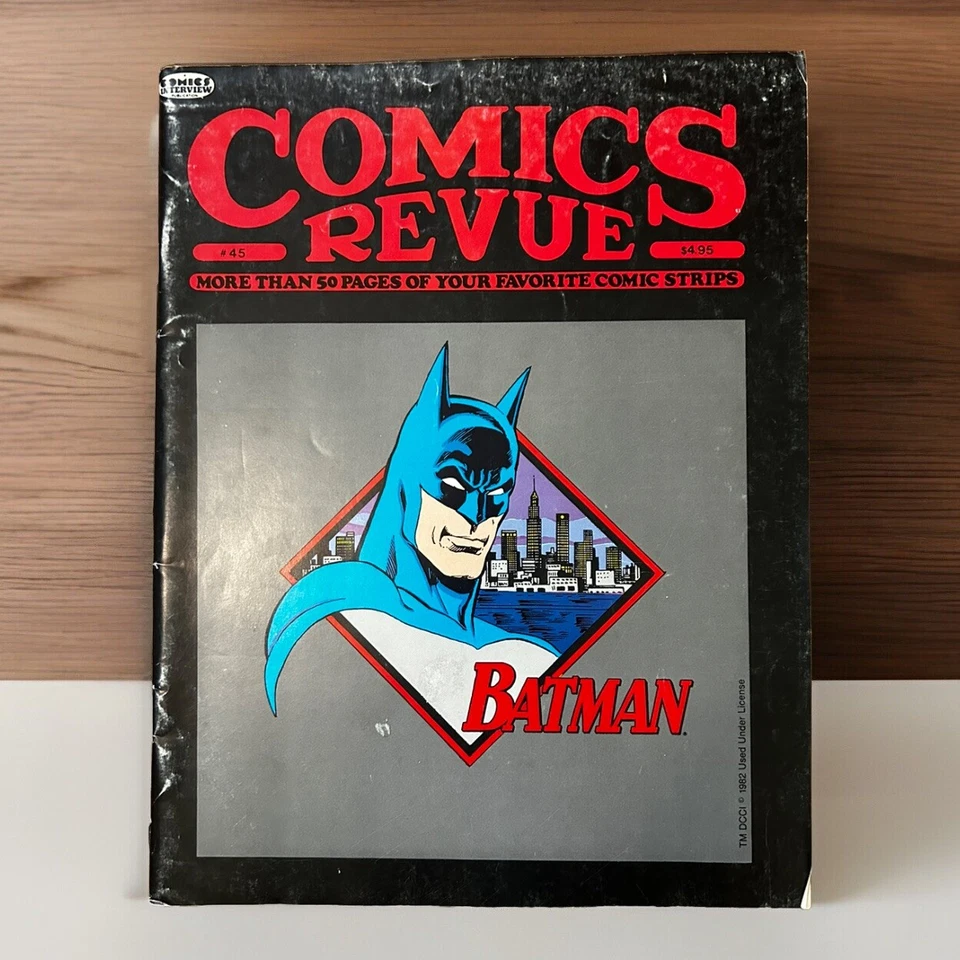 COMICS
INTERVIEW
PUBLICATION
COMICS
REVUE
#45
$4.95
MORE THAN 50 PAGES OF YOUR FAVORITE COMIC STRIPS
BATMAN
TM DCCI © 1982 Used Under License